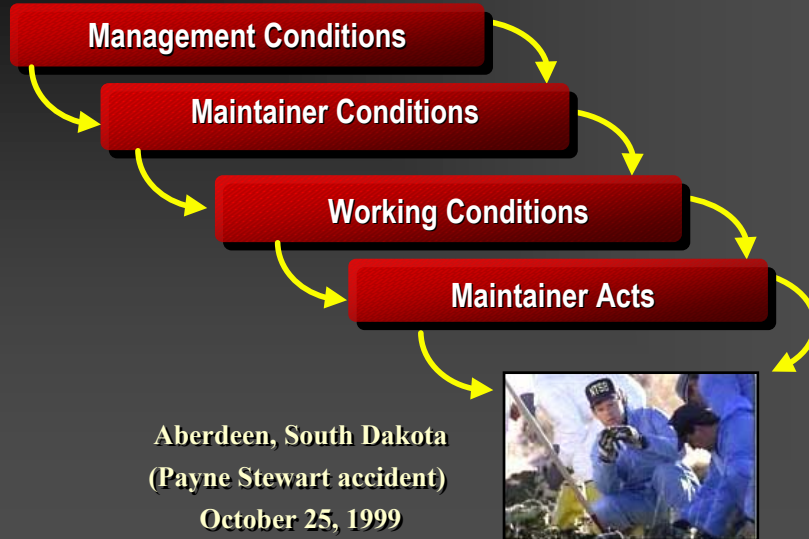 Management Conditions
Maintainer Conditions
Working Conditions
Maintainer Acts
NTSB
Aberdeen, South Dakota
(Payne Stewart accident)
October 25, 1999